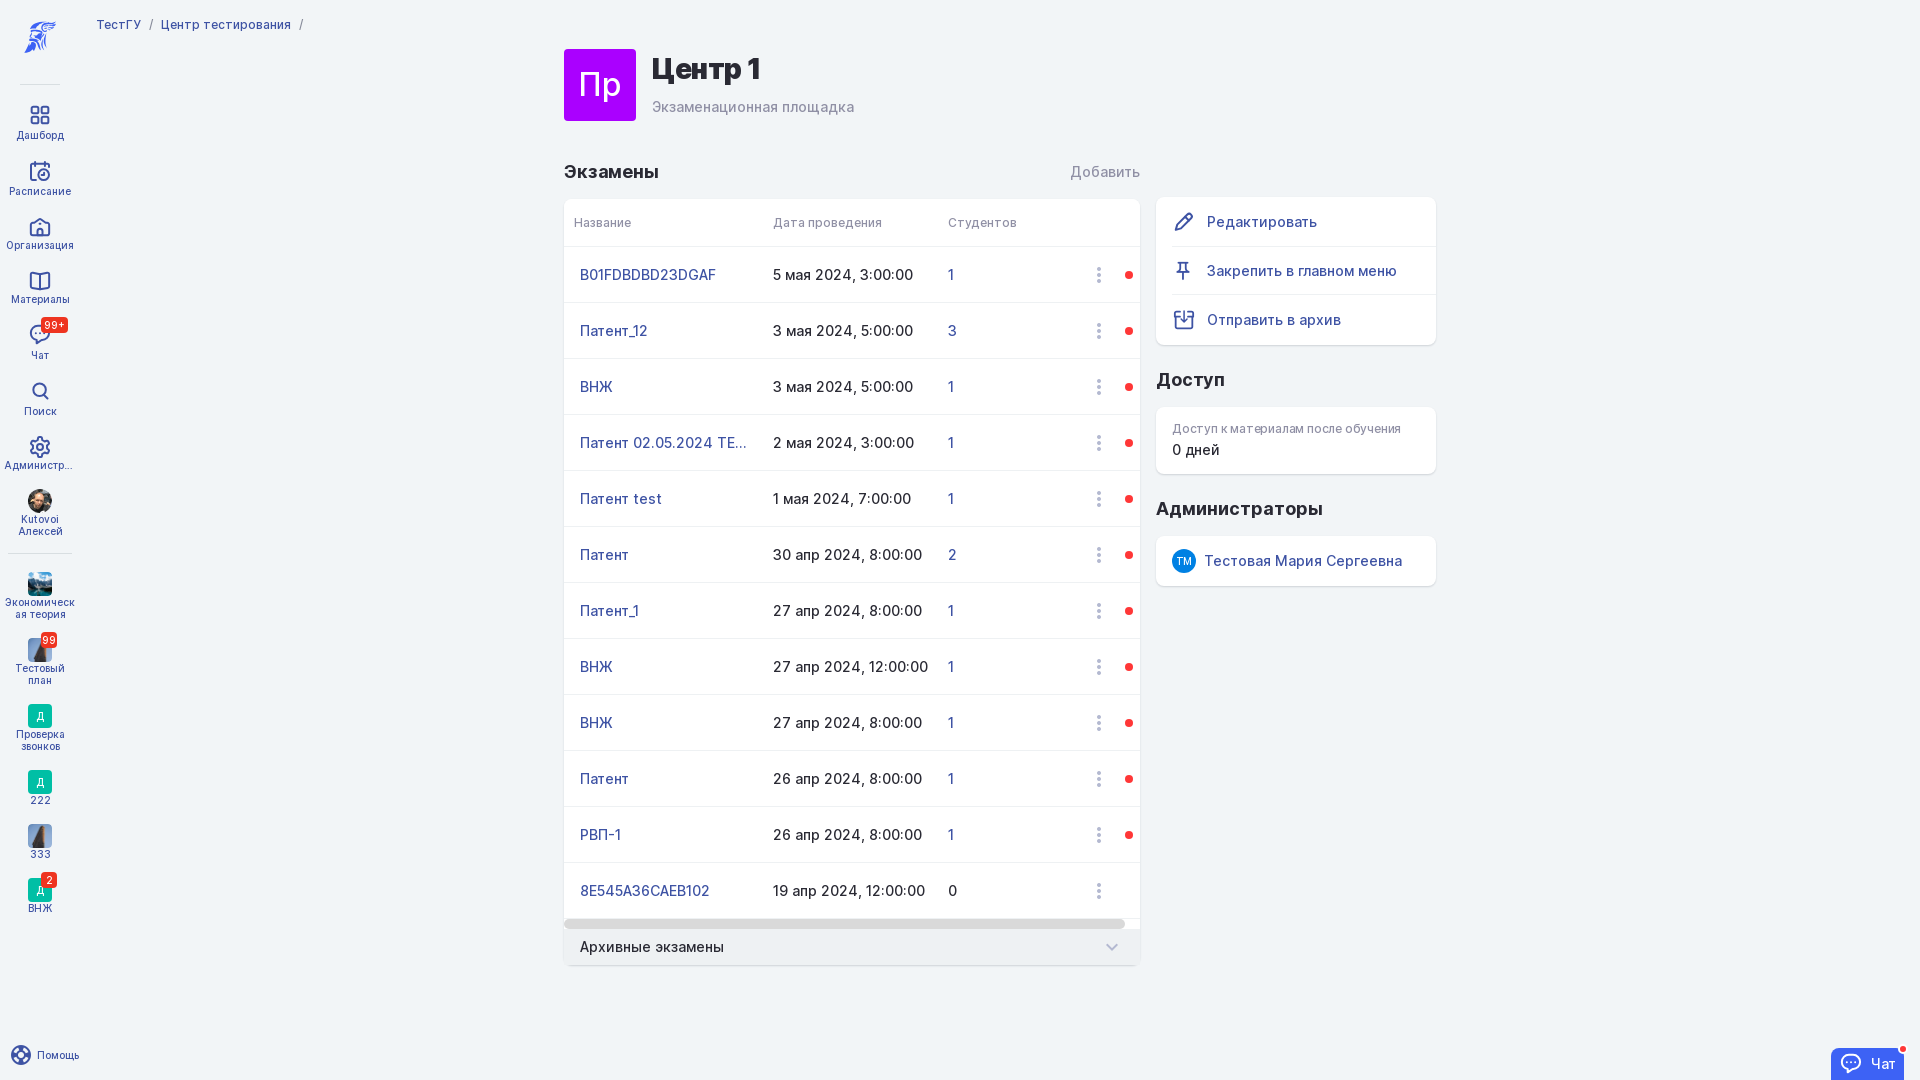 ТестГУ / Центр тестирования /
Пр
Центр 1
Экзаменационная площадка
Дашборд
Расписание
Организация
Материалы
99+
Чат
Поиск
Администр...
Kutovoi
Алексей
Экономическ
ая теория
99
Тестовый
план
Д
Проверка
звонков
Д
222
333
2
Д
ВНЖ
Помощь
Экзамены
Добавить
Название Дата проведения Студентов
B01FDBDBD23DGAF 5 мая 2024, 3:00:00 1
Патент_12 3 мая 2024, 5:00:00 3
ВНЖ 3 мая 2024, 5:00:00 1
Патент 02.05.2024 ТЕ... 2 мая 2024, 3:00:00 1
Патент test 1 мая 2024, 7:00:00 1
Патент 30 апр 2024, 8:00:00 2
Патент_1 27 апр 2024, 8:00:00 1
ВНЖ 27 апр 2024, 12:00:00 1
ВНЖ 27 апр 2024, 8:00:00 1
Патент 26 апр 2024, 8:00:00 1
РВП-1 26 апр 2024, 8:00:00 1
8E545A36CAEB102 19 апр 2024, 12:00:00 0
Архивные экзамены
Редактировать
Закрепить в главном меню
Отправить в архив
Доступ
Доступ к материалам после обучения
0 дней
Администраторы
ТМ Тестовая Мария Сергеевна
Чат